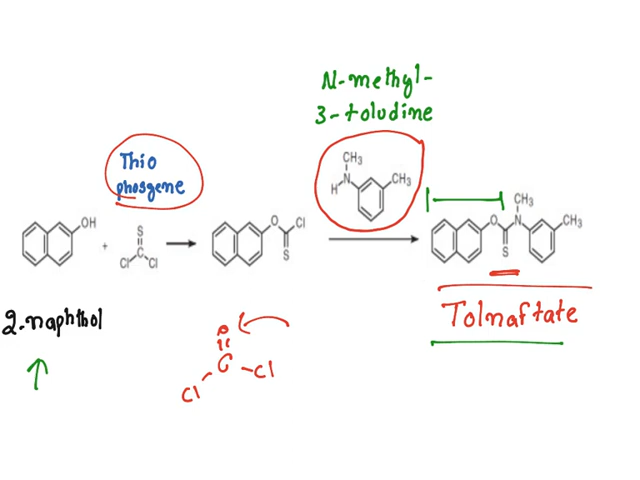 N-methyl-
3-toludine
Thio
phosgene
CH₃
H N CH₃
CH₃
OH
+
S
C
Cl Cl
O Cl
S
O N CH₃
S
2-naphthol
Tolnaftate
O
C
Cl Cl